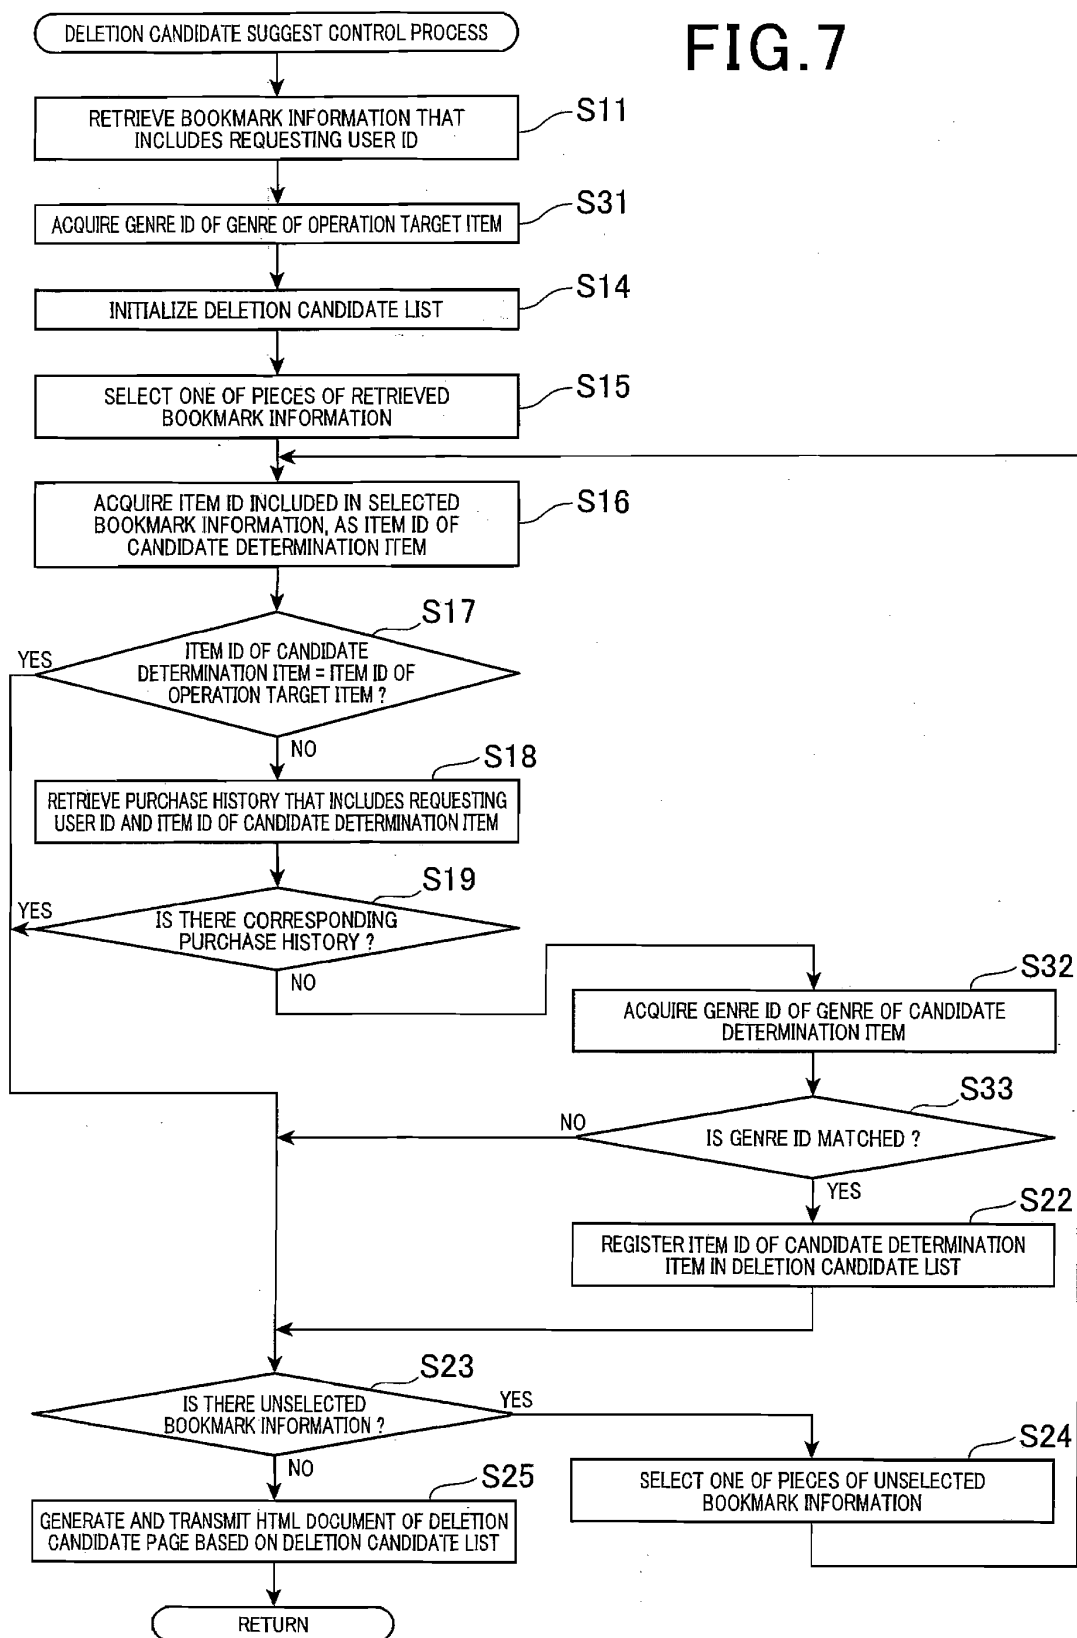 DELETION CANDIDATE SUGGEST CONTROL PROCESS
FIG.7
S11
RETRIEVE BOOKMARK INFORMATION THAT
INCLUDES REQUESTING USER ID
S31
ACQUIRE GENRE ID OF GENRE OF OPERATION TARGET ITEM
S14
INITIALIZE DELETION CANDIDATE LIST
S15
SELECT ONE OF PIECES OF RETRIEVED
BOOKMARK INFORMATION
S16
ACQUIRE ITEM ID INCLUDED IN SELECTED
BOOKMARK INFORMATION, AS ITEM ID OF
CANDIDATE DETERMINATION ITEM
S17
YES
ITEM ID OF CANDIDATE
DETERMINATION ITEM = ITEM ID OF
OPERATION TARGET ITEM ?
NO
S18
RETRIEVE PURCHASE HISTORY THAT INCLUDES REQUESTING
USER ID AND ITEM ID OF CANDIDATE DETERMINATION ITEM
S19
YES
IS THERE CORRESPONDING
PURCHASE HISTORY ?
NO
S32
ACQUIRE GENRE ID OF GENRE OF CANDIDATE
DETERMINATION ITEM
S33
NO
IS GENRE ID MATCHED ?
YES
S22
REGISTER ITEM ID OF CANDIDATE DETERMINATION
ITEM IN DELETION CANDIDATE LIST
S23
IS THERE UNSELECTED
BOOKMARK INFORMATION ?
YES
NO
S24
SELECT ONE OF PIECES OF UNSELECTED
BOOKMARK INFORMATION
S25
GENERATE AND TRANSMIT HTML DOCUMENT OF DELETION
CANDIDATE PAGE BASED ON DELETION CANDIDATE LIST
RETURN